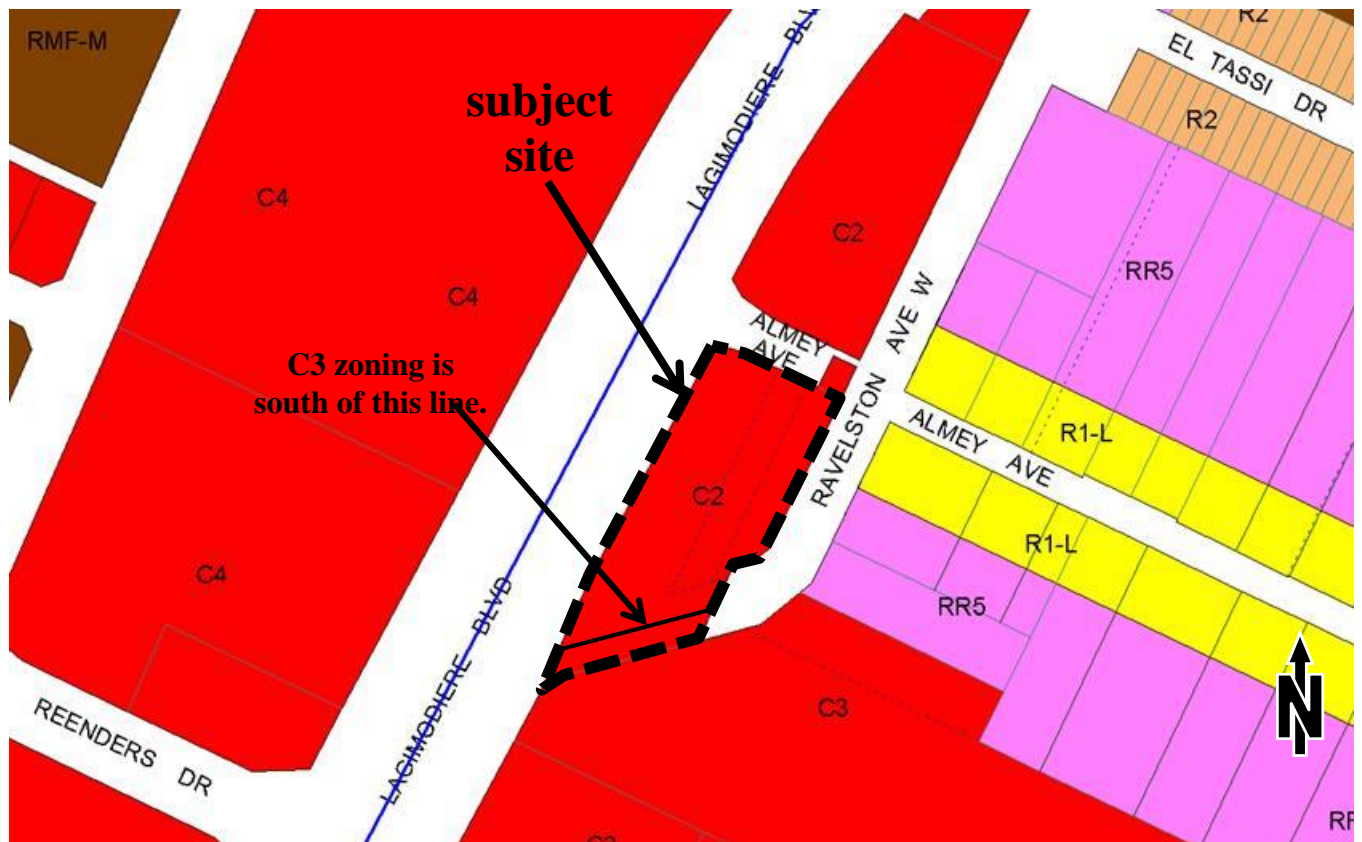 RMF-M
LAGIMODIERE BLV
R2
EL TASSI DR
R2
subject
site
C4
C2
RR5
C4
ALMEY
AVE
RAVELSTON AVE W
C3 zoning is
south of this line.
R1-L
ALMEY AVE
C2
R1-L
C4
RR5
LAGIMODIERE BLVD
C3
REENDERS DR
N